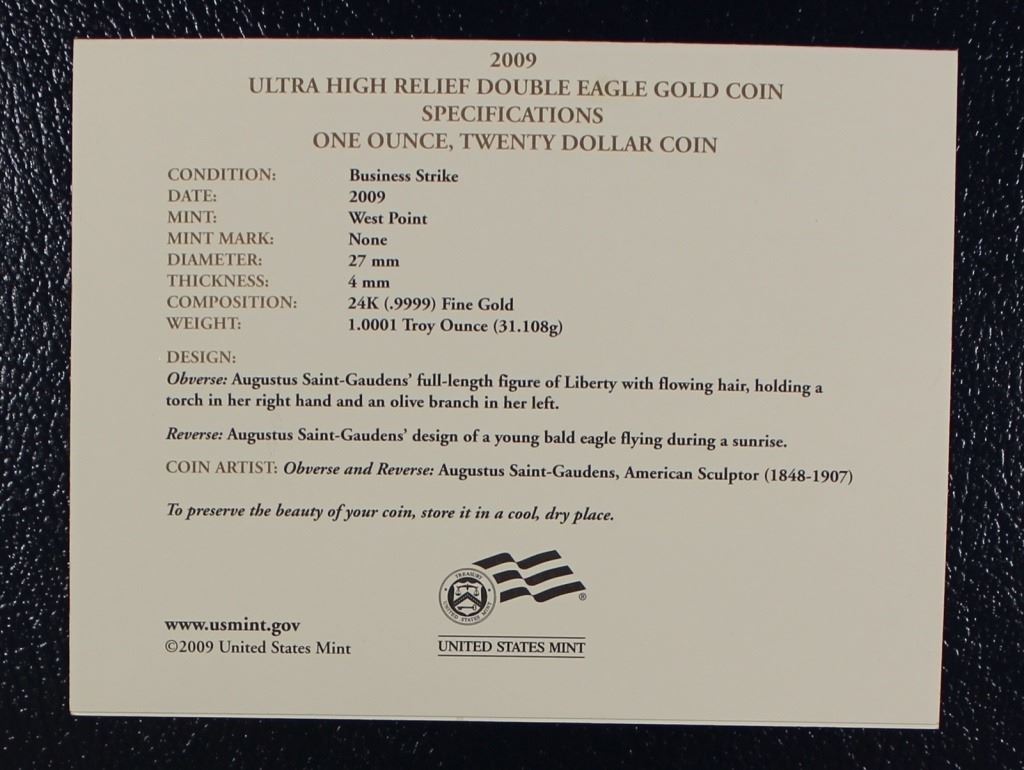 2009
ULTRA HIGH RELIEF DOUBLE EAGLE GOLD COIN
SPECIFICATIONS
ONE OUNCE, TWENTY DOLLAR COIN
CONDITION: Business Strike
DATE: 2009
MINT: West Point
MINT MARK: None
DIAMETER: 27 mm
THICKNESS: 4 mm
COMPOSITION: 24K (.9999) Fine Gold
WEIGHT: 1.0001 Troy Ounce (31.108g)
DESIGN:
Obverse: Augustus Saint-Gaudens’ full-length figure of Liberty with flowing hair, holding a
torch in her right hand and an olive branch in her left.
Reverse: Augustus Saint-Gaudens’ design of a young bald eagle flying during a sunrise.
COIN ARTIST: Obverse and Reverse: Augustus Saint-Gaudens, American Sculptor (1848-1907)
To preserve the beauty of your coin, store it in a cool, dry place.
TREASURY
UNITED STATES MINT
®
www.usmint.gov
©2009 United States Mint
UNITED STATES MINT